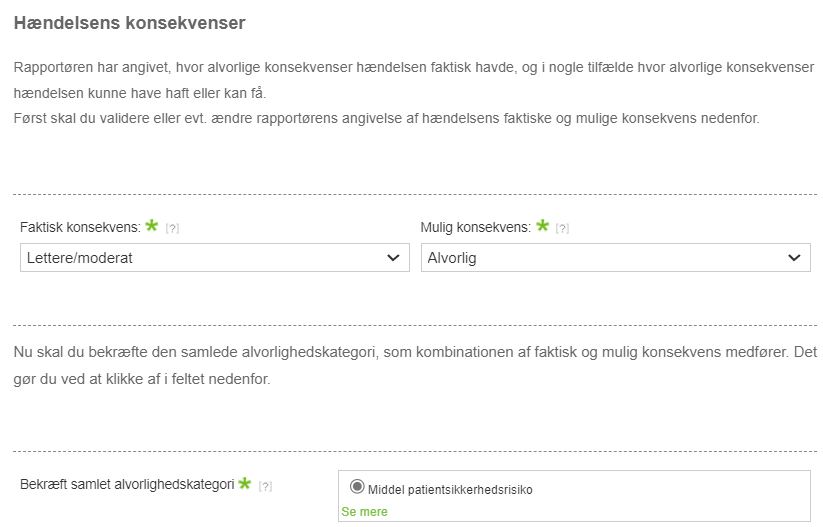 Hændelsens konsekvenser
Rapportøren har angivet, hvor alvorlige konsekvenser hændelsen faktisk havde, og i nogle tilfælde hvor alvorlige konsekvenser
hændelsen kunne have haft eller kan få.
Først skal du validere eller evt. ændre rapportørens angivelse af hændelsens faktiske og mulige konsekvens nedenfor.
Faktisk konsekvens: * [?] Mulig konsekvens: * [?]
Lettere/moderat Alvorlig
Nu skal du bekræfte den samlede alvorlighedskategori, som kombinationen af faktisk og mulig konsekvens medfører. Det
gør du ved at klikke af i feltet nedenfor.
Bekræft samlet alvorlighedskategori * [?] Middel patientsikkerhedsrisiko
Se mere